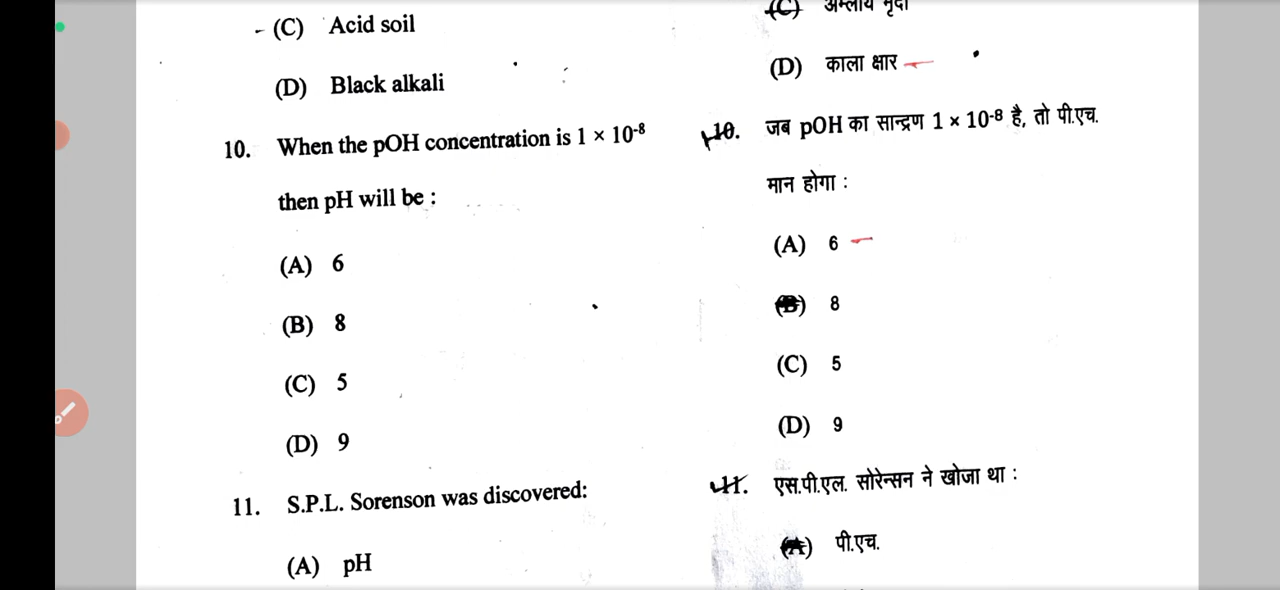 (C) Acid soil
(D) Black alkali
10. When the pOH concentration is 1 × 10⁻⁸
then pH will be :
(A) 6
(B) 8
(C) 5
(D) 9
11. S.P.L. Sorenson was discovered:
(A) pH
(C) अम्लीय मृदा
(D) काला क्षार
10. जब pOH का सान्द्रण 1 × 10⁻⁸ है, तो पी.एच.
मान होगा :
(A) 6
(B) 8
(C) 5
(D) 9
11. एस.पी.एल. सोरेन्सन ने खोजा था :
(A) पी.एच.